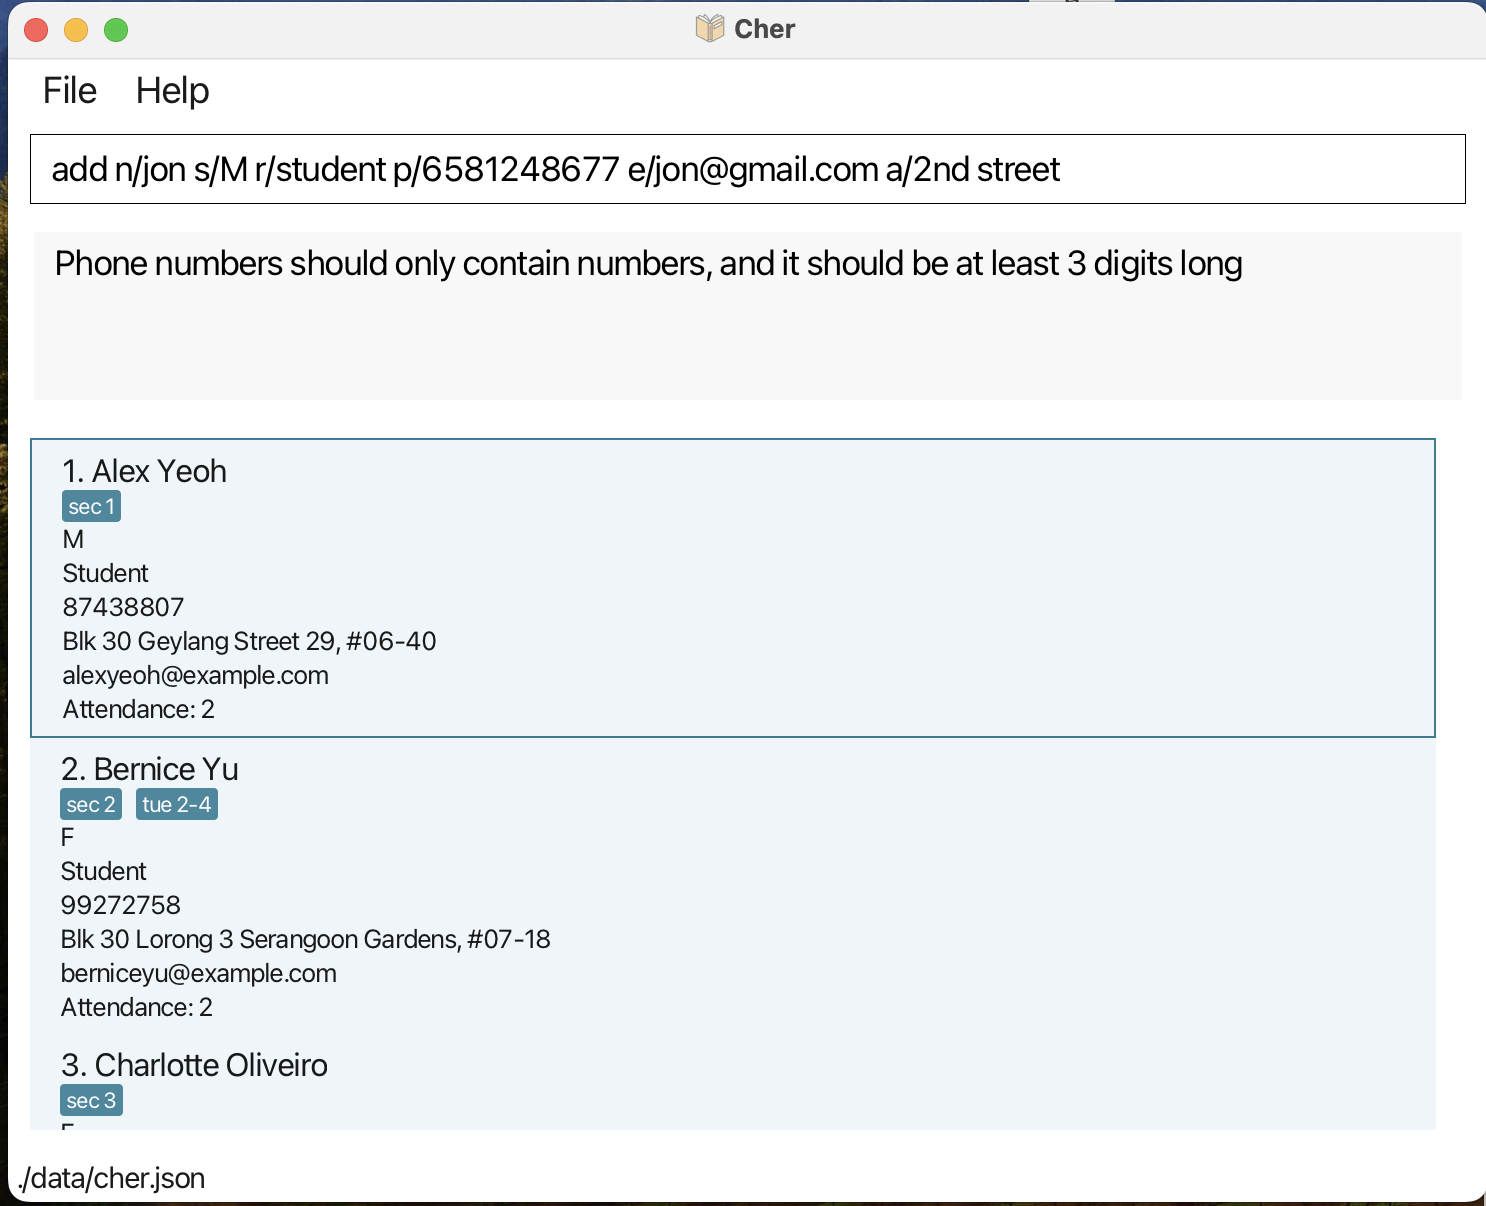 Cher
File Help
add n/jon s/M r/student p/6581248677 e/jon@gmail.com a/2nd street
Phone numbers should only contain numbers, and it should be at least 3 digits long
1. Alex Yeoh
sec 1
M
Student
87438807
Blk 30 Geylang Street 29, #06-40
alexyeoh@example.com
Attendance: 2
2. Bernice Yu
sec 2 tue 2-4
F
Student
99272758
Blk 30 Lorong 3 Serangoon Gardens, #07-18
berniceyu@example.com
Attendance: 2
3. Charlotte Oliveiro
sec 3
./data/cher.json